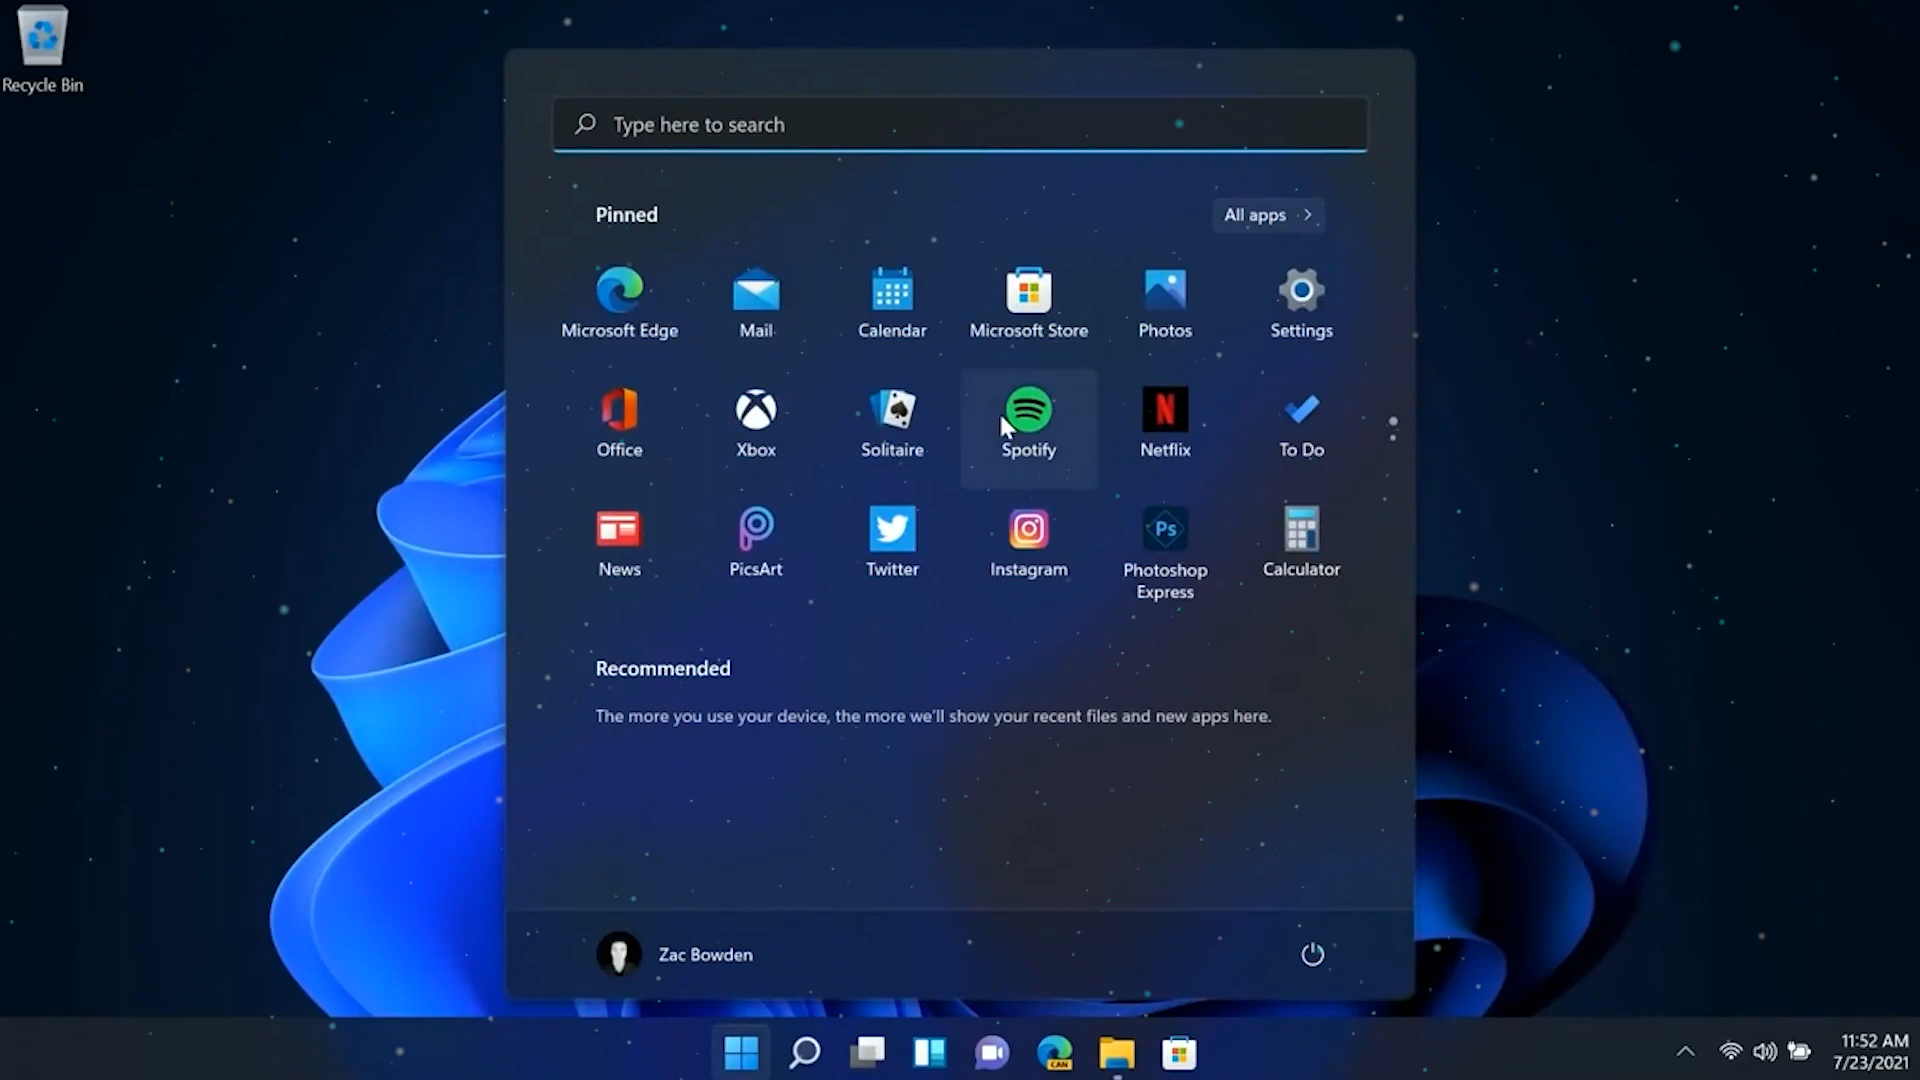 Recycle Bin
Type here to search
Pinned
All apps
Microsoft Edge
Mail
Calendar
Microsoft Store
Photos
Settings
Office
Xbox
Solitaire
Spotify
Netflix
To Do
N
News
PicsArt
Twitter
Instagram
Ps
Photoshop
Express
Calculator
Recommended
The more you use your device, the more we'll show your recent files and new apps here.
Zac Bowden
CAN
11:52 AM
7/23/2021